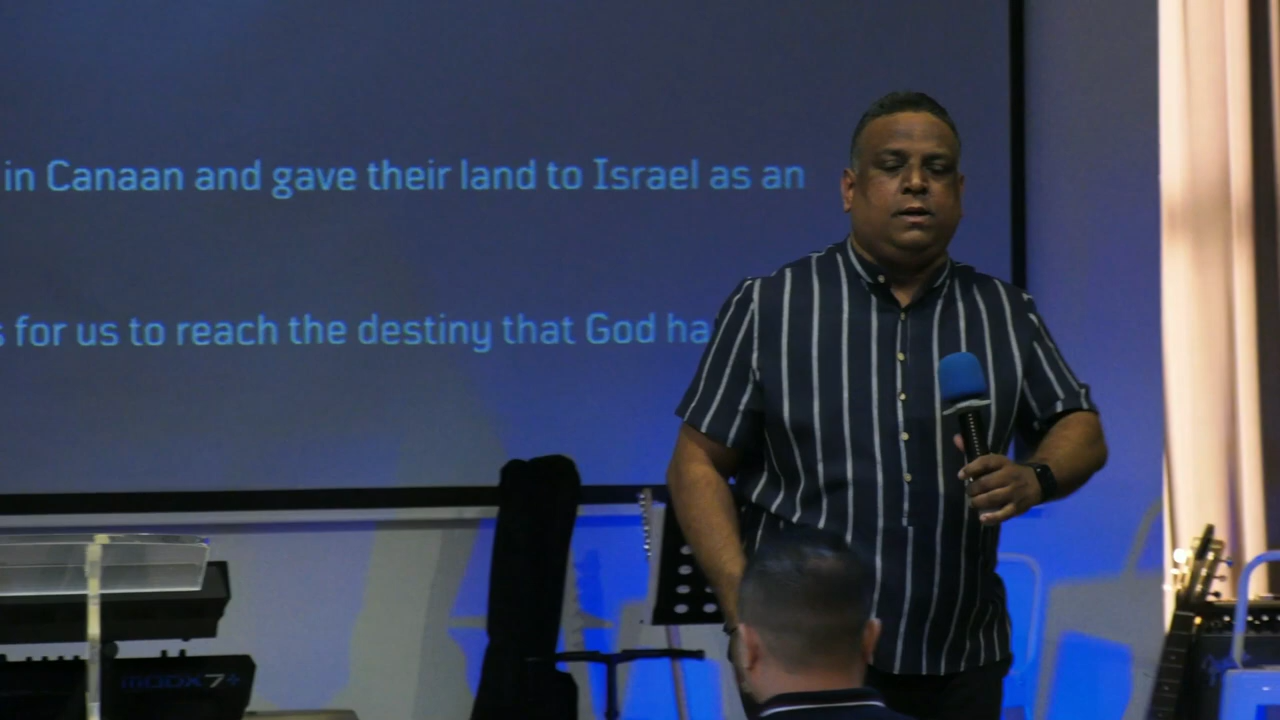 in Canaan and gave their land to Israel as an
for us to reach the destiny that God ha
MODX7+